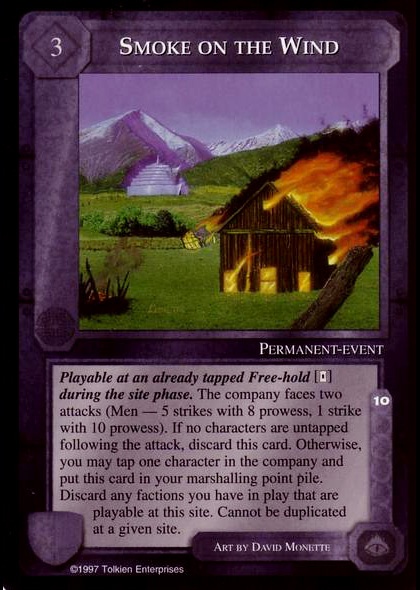 3
SMOKE ON THE WIND
PERMANENT-EVENT
Playable at an already tapped Free-hold [ ]
during the site phase. The company faces two
attacks (Men — 5 strikes with 8 prowess, 1 strike
with 10 prowess). If no characters are untapped
following the attack, discard this card. Otherwise,
you may tap one character in the company and
put this card in your marshalling point pile.
Discard any factions you have in play that are
playable at this site. Cannot be duplicated
at a given site.
10
ART BY DAVID MONETTE
©1997 Tolkien Enterprises